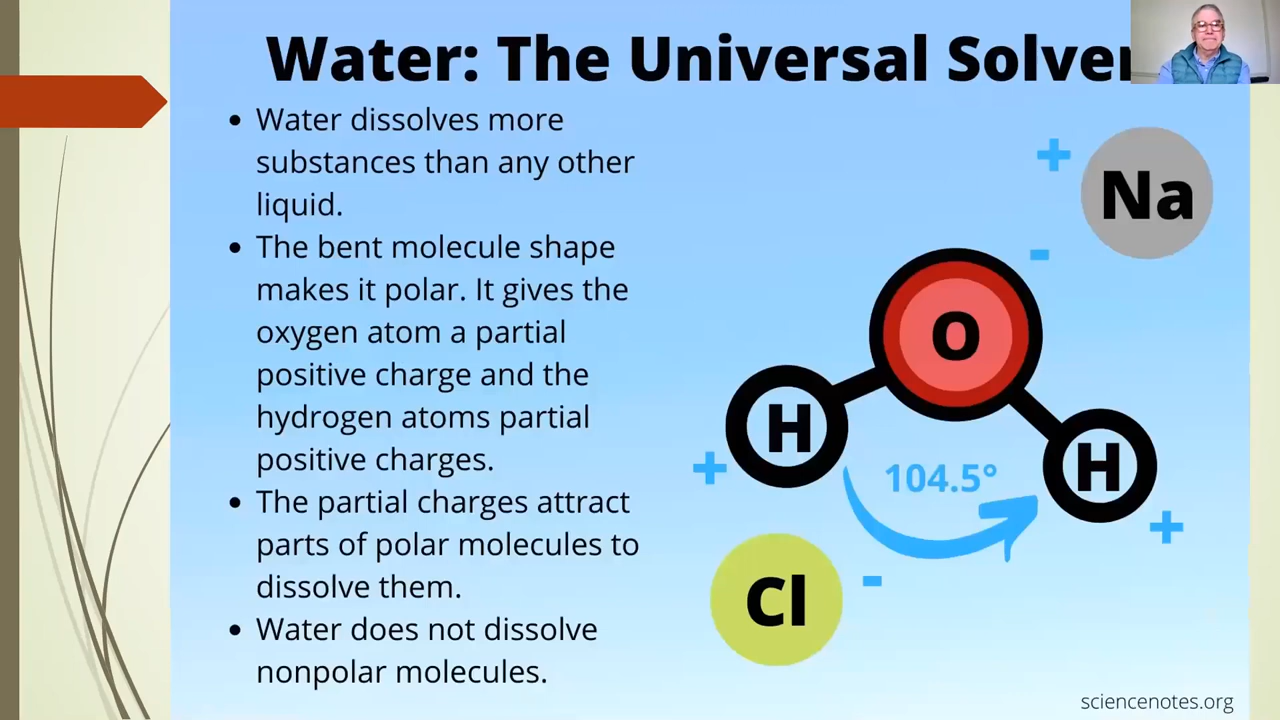 Water: The Universal
Water dissolves more
substances than any other
liquid.
The bent molecule shape
makes it polar. It gives the
oxygen atom a partial
positive charge and the
hydrogen atoms partial
positive charges.
The partial charges attract
parts of polar molecules to
dissolve them.
Water does not dissolve
nonpolar molecules.
+
Na
-
O
H
H
+
104.5°
+
Cl
-
sciencenotes.org